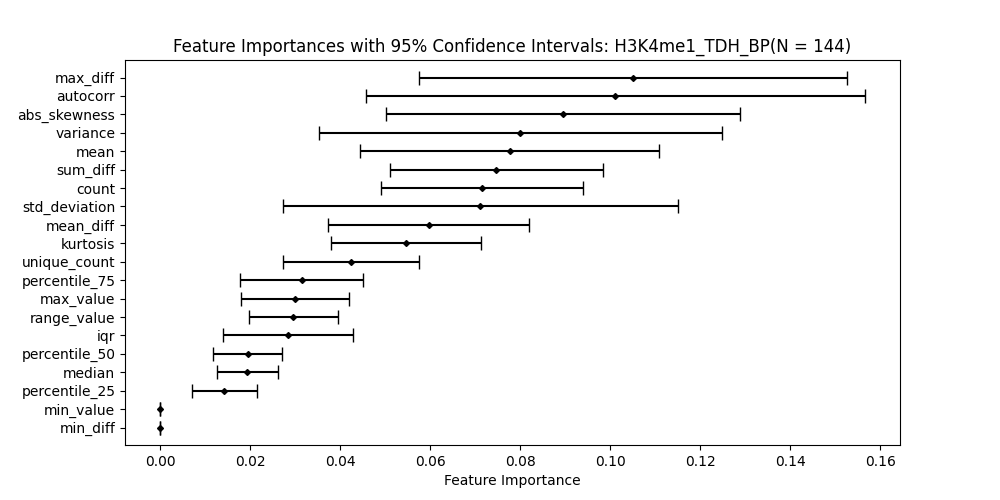 Feature Importances with 95% Confidence Intervals: H3K4me1_TDH_BP(N = 144)
max_diff
autocorr
abs_skewness
variance
mean
sum_diff
count
std_deviation
mean_diff
kurtosis
unique_count
percentile_75
max_value
range_value
iqr
percentile_50
median
percentile_25
min_value
min_diff
0.00 0.02 0.04 0.06 0.08 0.10 0.12 0.14 0.16
Feature Importance